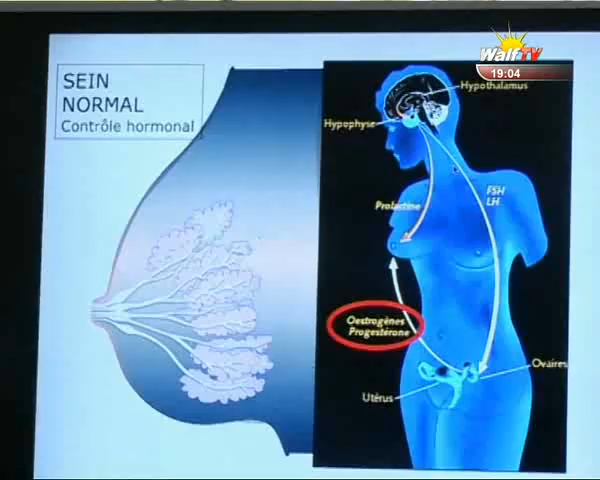 Walf TV
19:04
SEIN
NORMAL
Contrôle hormonal
Hypothalamus
Hypophyse
FSH
LH
Prolactine
Oestrogènes
Progestérone
Ovaires
Utérus